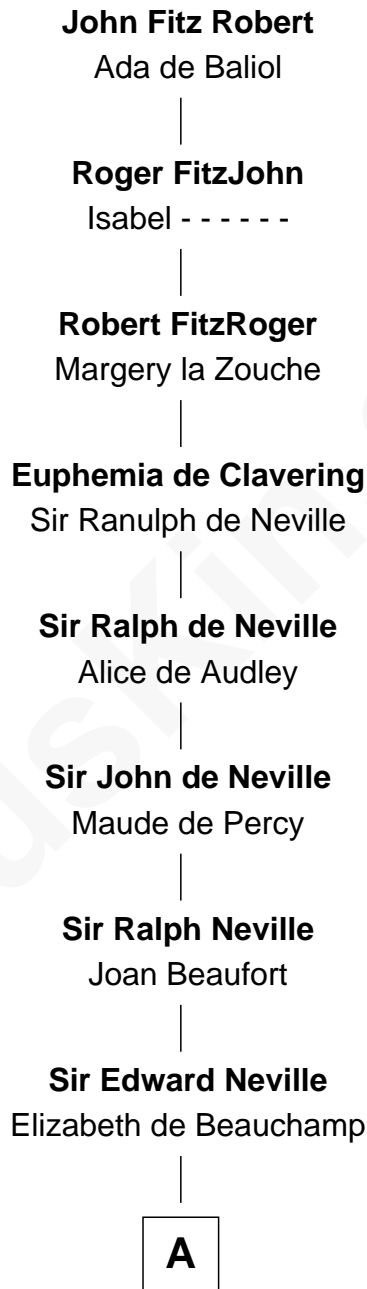 John Fitz Robert
Ada de Baliol
Roger FitzJohn
Isabel - - - - - -
Robert FitzRoger
Margery la Zouche
Euphemia de Clavering
Sir Ranulph de Neville
Sir Ralph de Neville
Alice de Audley
Sir John de Neville
Maude de Percy
Sir Ralph Neville
Joan Beaufort
Sir Edward Neville
Elizabeth de Beauchamp
A